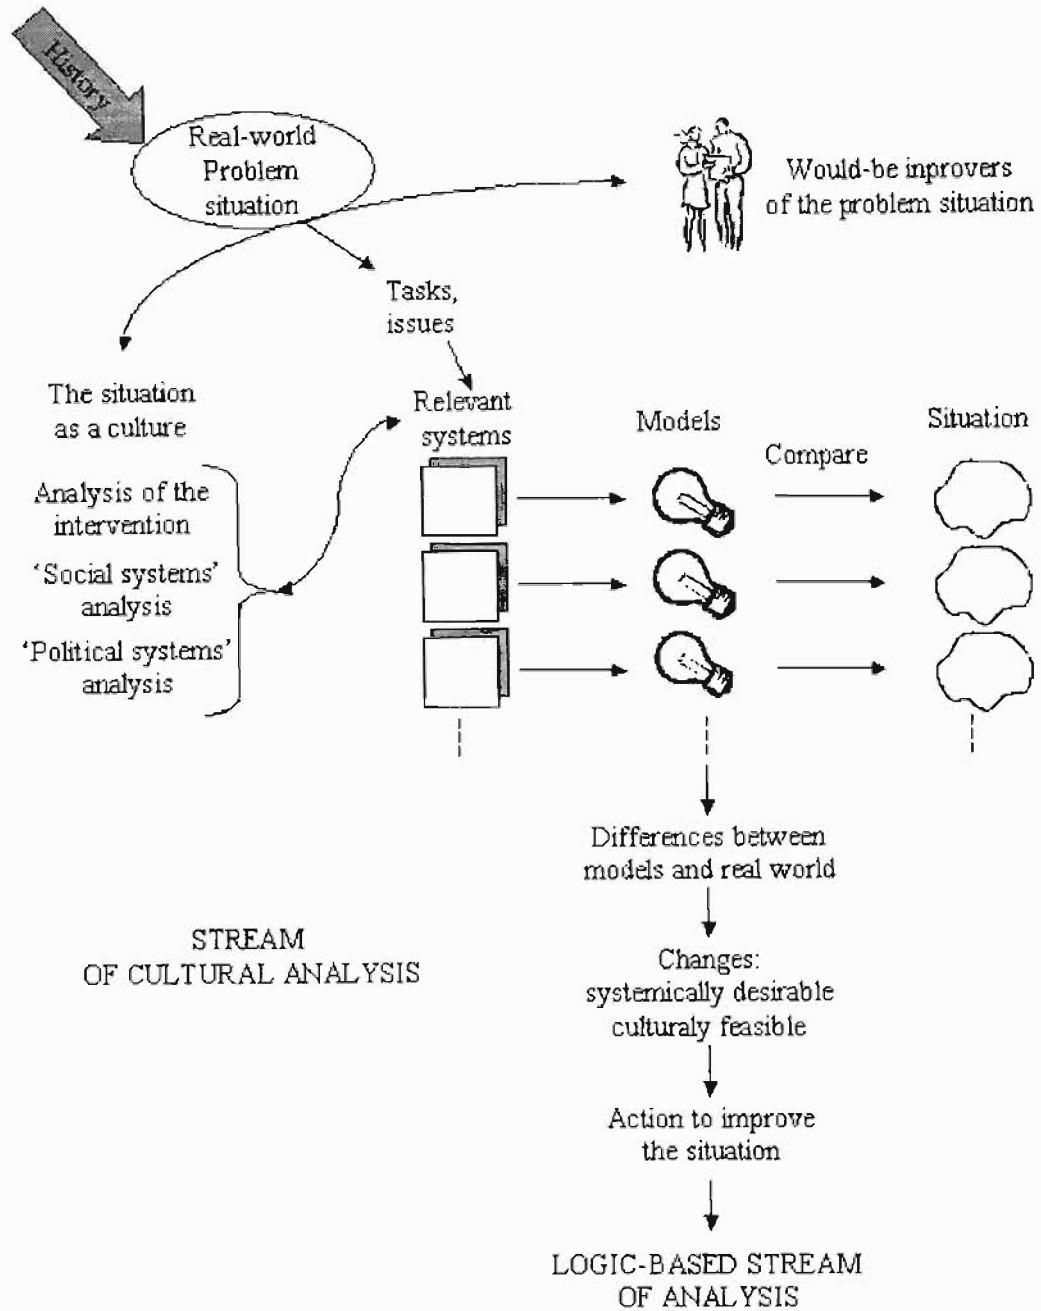 History
Real-world
Problem
situation
Would-be inprovers
of the problem situation
Tasks,
issues
The situation
as a culture
Relevant
systems
Models
Compare
Situation
Analysis of the
intervention
‘Social systems’
analysis
‘Political systems’
analysis
Differences between
models and real world
STREAM
OF CULTURAL ANALYSIS
Changes:
systemically desirable
culturaly feasible
Action to improve
the situation
LOGIC-BASED STREAM
OF ANALYSIS